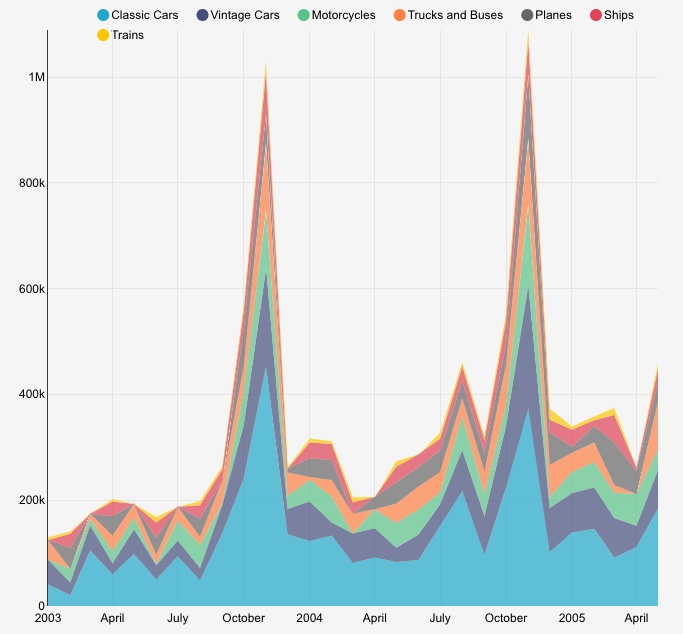 Classic Cars Vintage Cars Motorcycles Trucks and Buses Planes Ships
Trains
1M
800k
600k
400k
200k
0
2003 April July October 2004 April July October 2005 April